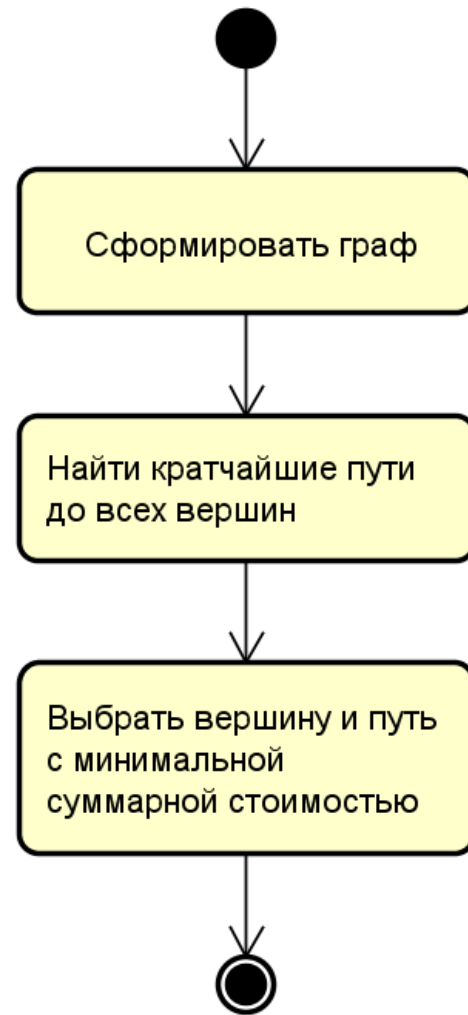 Сформировать граф
Найти кратчайшие пути
до всех вершин
Выбрать вершину и путь
с минимальной
суммарной стоимостью